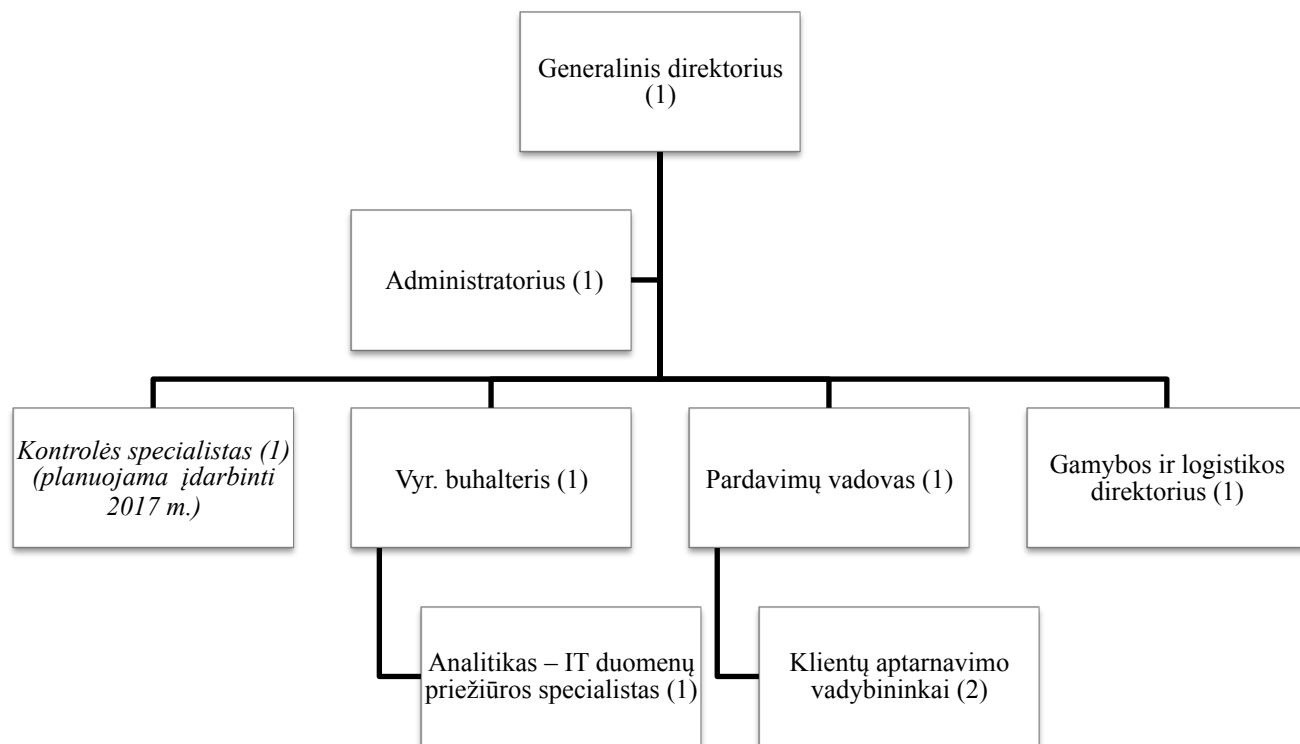 Generalinis direktorius
(1)
Administratorius (1)
Kontrolės specialistas (1)
(planuojama įdarbinti
2017 m.)
Vyr. buhalteris (1)
Pardavimų vadovas (1)
Gamybos ir logistikos
direktorius (1)
Analitikas – IT duomenų
priežiūros specialistas (1)
Klientų aptarnavimo
vadybininkai (2)